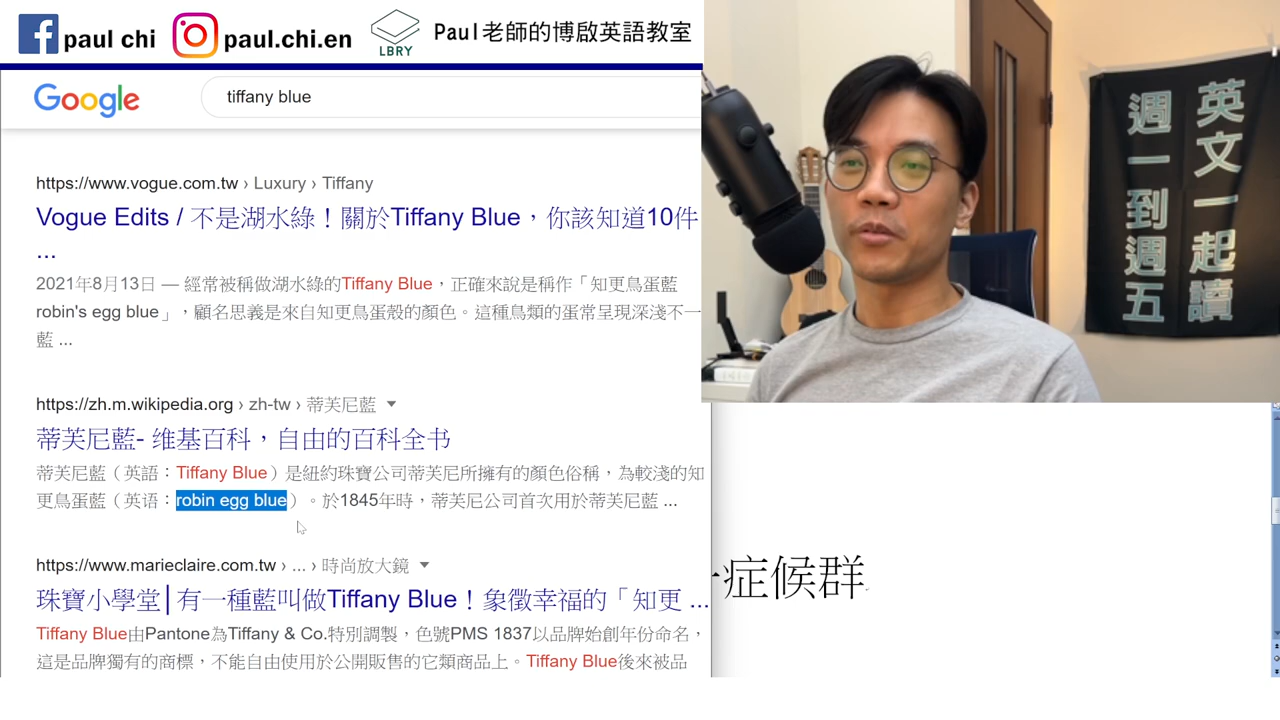 paul chi
paul.chi.en
LBRY
Paul老師的博啟英語教室
Google
tiffany blue
https://www.vogue.com.tw › Luxury › Tiffany
Vogue Edits / 不是湖水綠！關於Tiffany Blue，你該知道10件
...
2021年8月13日 — 經常被稱做湖水綠的Tiffany Blue，正確來說是稱作「知更鳥蛋藍
robin's egg blue」，顧名思義是來自知更鳥蛋殼的顏色。這種鳥類的蛋常呈現深淺不一
藍 ...
https://zh.m.wikipedia.org › zh-tw › 蒂芙尼藍
蒂芙尼藍- 维基百科，自由的百科全书
蒂芙尼藍（英語：Tiffany Blue）是紐約珠寶公司蒂芙尼所擁有的顏色俗稱，為較淺的知
更鳥蛋藍（英语：robin egg blue）。於1845年時，蒂芙尼公司首次用於蒂芙尼藍 ...
https://www.marieclaire.com.tw › ... › 時尚放大鏡
珠寶小學堂│有一種藍叫做Tiffany Blue！象徵幸福的「知更 ...
Tiffany Blue由Pantone為Tiffany & Co.特別調製，色號PMS 1837以品牌始創年份命名，
這是品牌獨有的商標，不能自由使用於公開販售的它類商品上。Tiffany Blue後來被品
英文一起讀
週一到週五
症候群